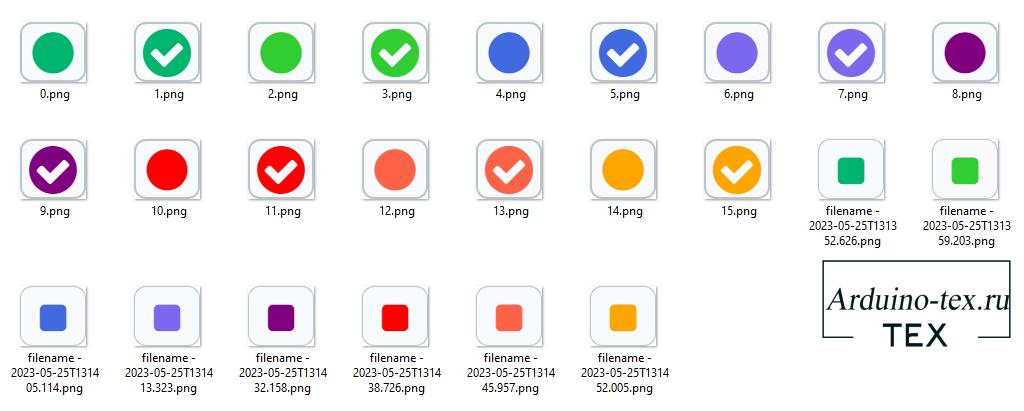 0.png
1.png
2.png
3.png
4.png
5.png
6.png
7.png
8.png
9.png
10.png
11.png
12.png
13.png
14.png
15.png
filename -
2023-05-25T1313
52.626.png
filename -
2023-05-25T1313
59.203.png
filename -
2023-05-25T1314
05.114.png
filename -
2023-05-25T1314
13.323.png
filename -
2023-05-25T1314
32.158.png
filename -
2023-05-25T1314
38.726.png
filename -
2023-05-25T1314
45.957.png
filename -
2023-05-25T1314
52.005.png
Arduino-tex.ru
TEX